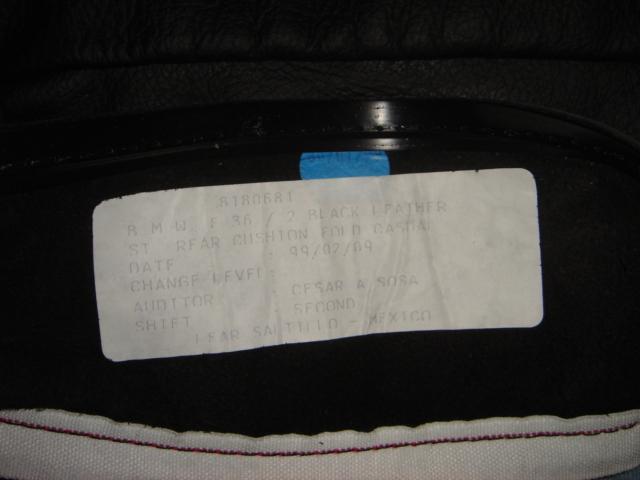 8180681
B M W. E 36 / 2 BLACK LEATHER
ST. REAR CUSHION FOLD CASUAL
DATE : 99/02/09
CHANGE LEVEL:
AUDITOR : CESAR A SOSA
SHIFT SECOND
LEAR SALTILLO - MEXICO